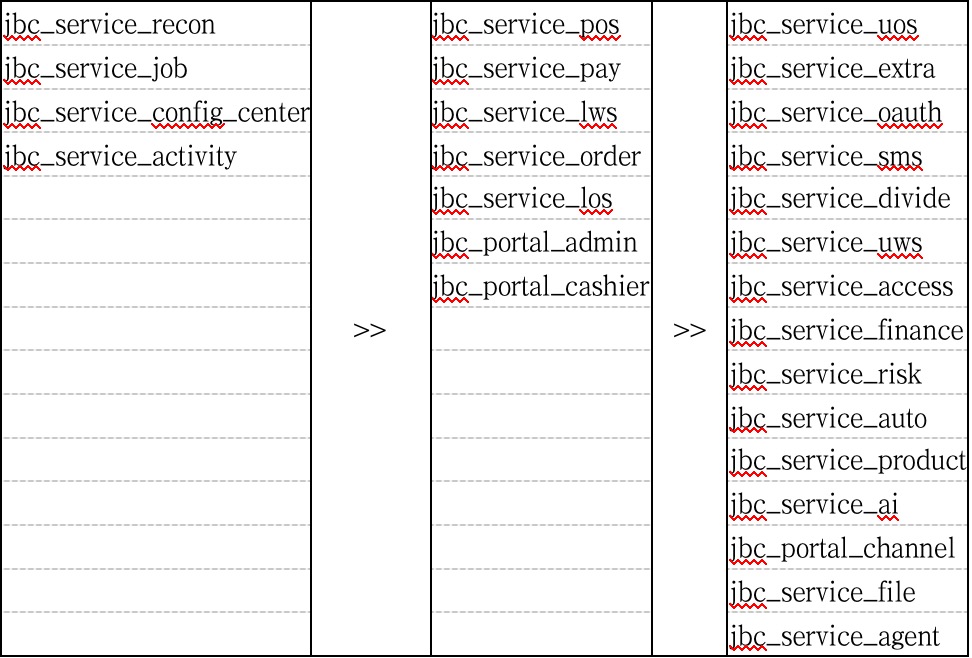 jbc_service_recon
jbc_service_job
jbc_service_config_center
jbc_service_activity
>>
jbc_service_pos
jbc_service_pay
jbc_service_lws
jbc_service_order
jbc_service_los
jbc_portal_admin
jbc_portal_cashier
>>
jbc_service_uos
jbc_service_extra
jbc_service_oauth
jbc_service_sms
jbc_service_divide
jbc_service_uws
jbc_service_access
jbc_service_finance
jbc_service_risk
jbc_service_auto
jbc_service_product
jbc_service_ai
jbc_portal_channel
jbc_service_file
jbc_service_agent